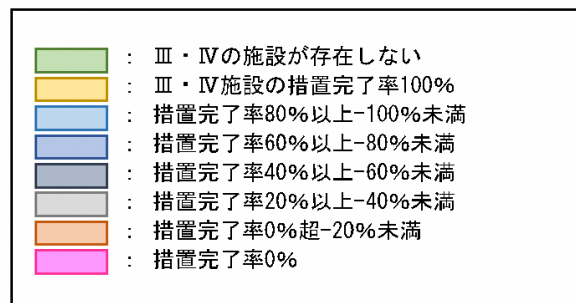 ： Ⅲ・Ⅳの施設が存在しない
： Ⅲ・Ⅳ施設の措置完了率100%
： 措置完了率80%以上-100%未満
： 措置完了率60%以上-80%未満
： 措置完了率40%以上-60%未満
： 措置完了率20%以上-40%未満
： 措置完了率0%超-20%未満
： 措置完了率0%